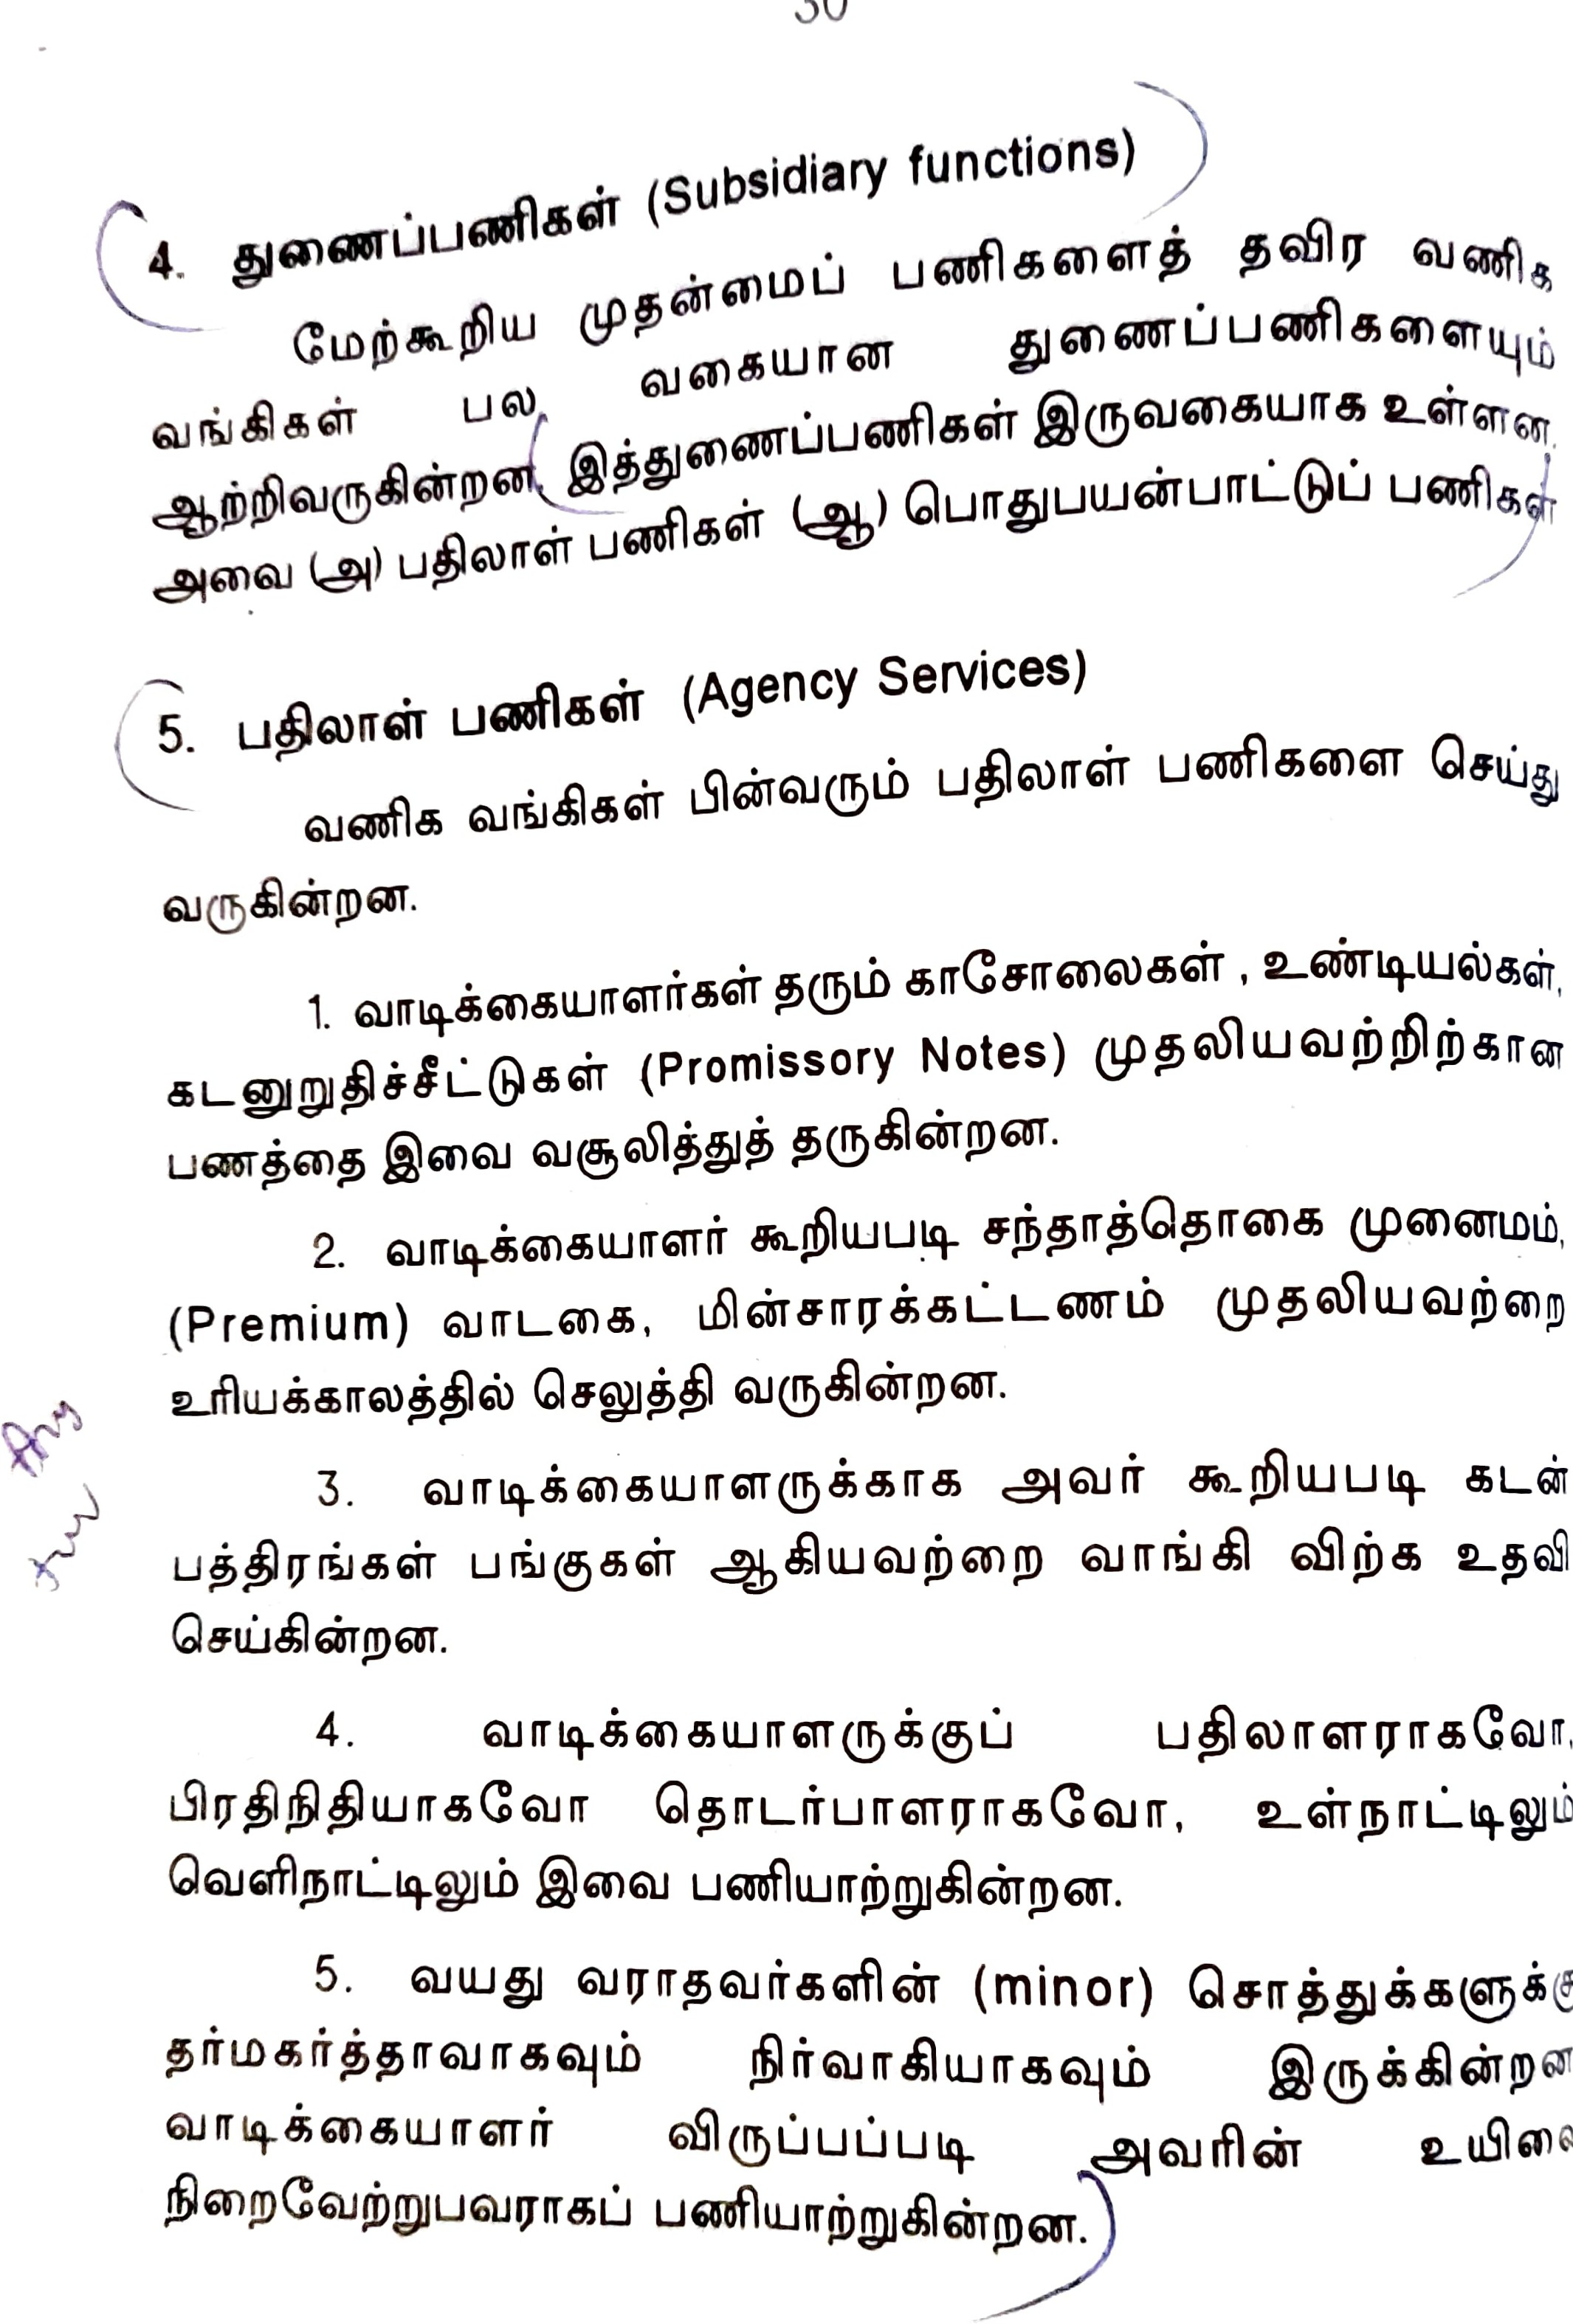 30
4. துணைப்பணிகள் (Subsidiary functions)
மேற்கூறிய முதன்மைப் பணிகளைத் தவிர வணிக
வங்கிகள் பல வகையான துணைப்பணிகளையும்
ஆற்றிவருகின்றன. இத்துணைப்பணிகள் இருவகையாக உள்ளன.
அவை (அ) பதிலாள் பணிகள் (ஆ) பொதுபயன்பாட்டுப் பணிகள்
5. பதிலாள் பணிகள் (Agency Services)
வணிக வங்கிகள் பின்வரும் பதிலாள் பணிகளை செய்து
வருகின்றன.
1. வாடிக்கையாளர்கள் தரும் காசோலைகள் , உண்டியல்கள்,
கடனுறுதிச்சீட்டுகள் (Promissory Notes) முதலியவற்றிற்கான
பணத்தை இவை வசூலித்துத் தருகின்றன.
2. வாடிக்கையாளர் கூறியபடி சந்தாத்தொகை முனைமம்,
(Premium) வாடகை, மின்சாரக்கட்டணம் முதலியவற்றை
உரியக்காலத்தில் செலுத்தி வருகின்றன.
3. வாடிக்கையாளருக்காக அவர் கூறியபடி கடன்
பத்திரங்கள் பங்குகள் ஆகியவற்றை வாங்கி விற்க உதவி
செய்கின்றன.
4. வாடிக்கையாளருக்குப் பதிலாளராகவோ,
பிரதிநிதியாகவோ தொடர்பாளராகவோ, உள்நாட்டிலும்
வெளிநாட்டிலும் இவை பணியாற்றுகின்றன.
5. வயது வராதவர்களின் (minor) சொத்துக்களுக்கு
தர்மகர்த்தாவாகவும் நிர்வாகியாகவும் இருக்கின்றன
வாடிக்கையாளர் விருப்பப்படி அவரின் உயிலை
நிறைவேற்றுபவராகப் பணியாற்றுகின்றன.